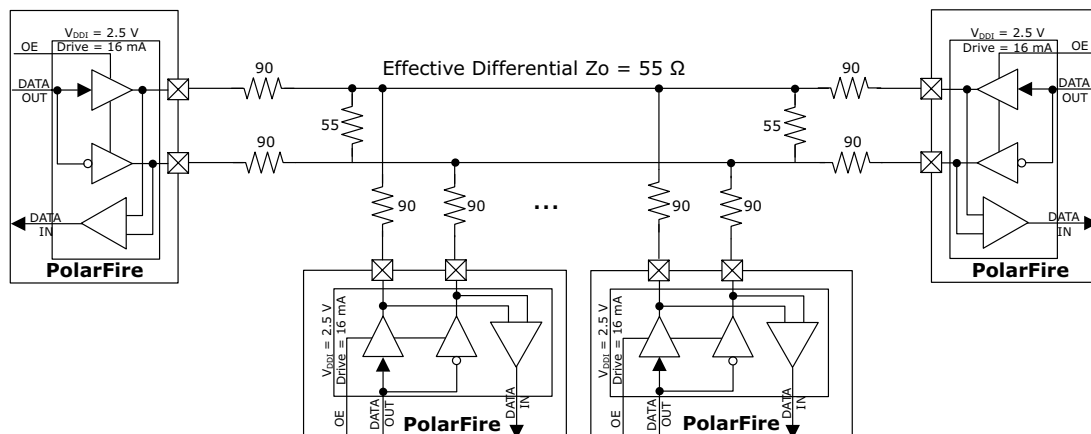 V_DDI = 2.5 V
Drive = 16 mA
OE
DATA
OUT
DATA
IN
PolarFire
90
90
55
Effective Differential Zo = 55 Ω
55
90
90
V_DDI = 2.5 V
Drive = 16 mA
OE
DATA
OUT
DATA
IN
PolarFire
90
90
...
90
90
V_DDI = 2.5 V
Drive = 16 mA
OE
DATA
OUT
DATA
IN
PolarFire
V_DDI = 2.5 V
Drive = 16 mA
OE
DATA
OUT
DATA
IN
PolarFire